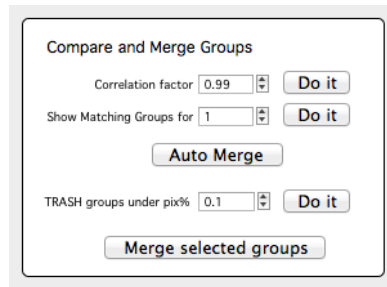 Compare and Merge Groups
Correlation factor 0.99 Do it
Show Matching Groups for 1 Do it
Auto Merge
TRASH groups under pix% 0.1 Do it
Merge selected groups